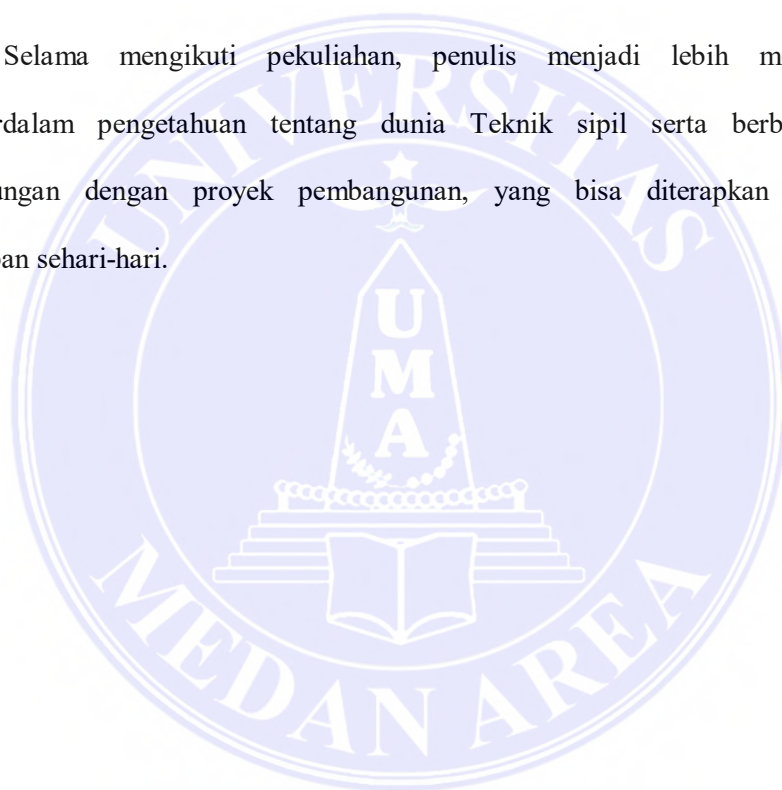 Selama mengikuti pekuliahan, penulis menjadi lebih m
rdalam pengetahuan tentang dunia Teknik sipil serta berb
ungan dengan proyek pembangunan, yang bisa diterapkan
an sehari-hari.
UNIVERSITAS
U
M
A
MEDAN AREA